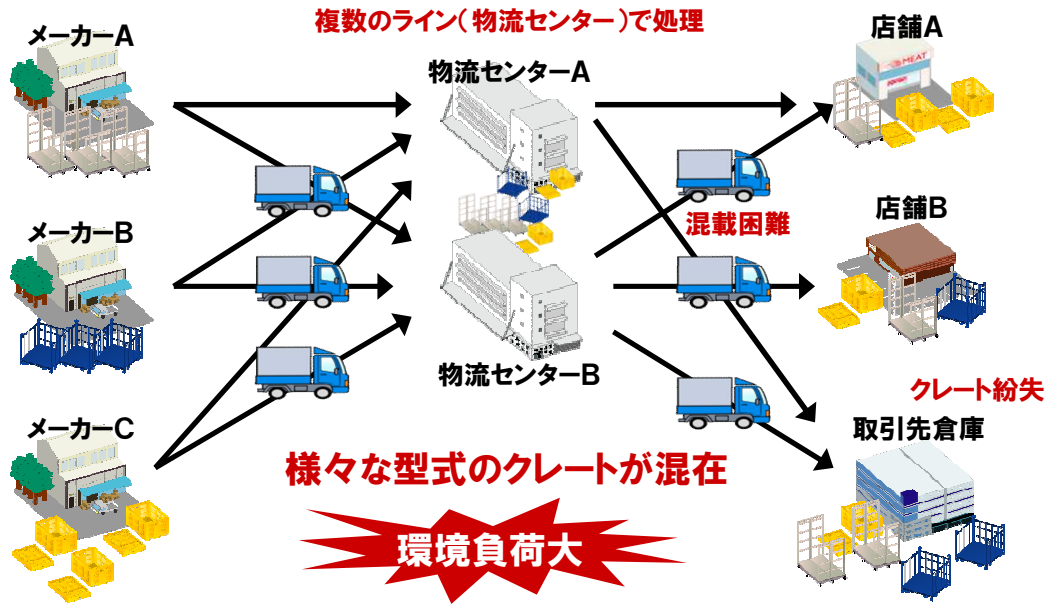 複数のライン(物流センター)で処理
メーカーA
物流センターA
店舗A
MEAT
混載困難
メーカーB
店舗B
物流センターB
クレート紛失
メーカーC
取引先倉庫
様々な型式のクレートが混在
環境負荷大